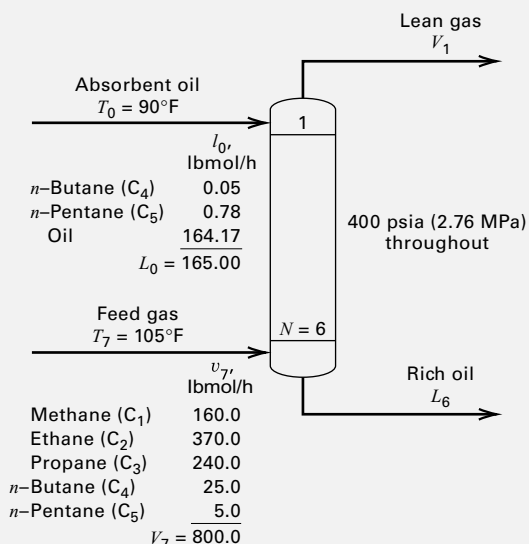 Lean gas
V₁
Absorbent oil
T₀ = 90°F
1
l₀,
lbmol/h
n–Butane (C₄) 0.05
n–Pentane (C₅) 0.78
Oil 164.17
L₀ = 165.00
400 psia (2.76 MPa)
throughout
Feed gas
T₇ = 105°F
N = 6
υ₇,
lbmol/h
Rich oil
L₆
Methane (C₁) 160.0
Ethane (C₂) 370.0
Propane (C₃) 240.0
n–Butane (C₄) 25.0
n–Pentane (C₅) 5.0
V₇ = 800.0